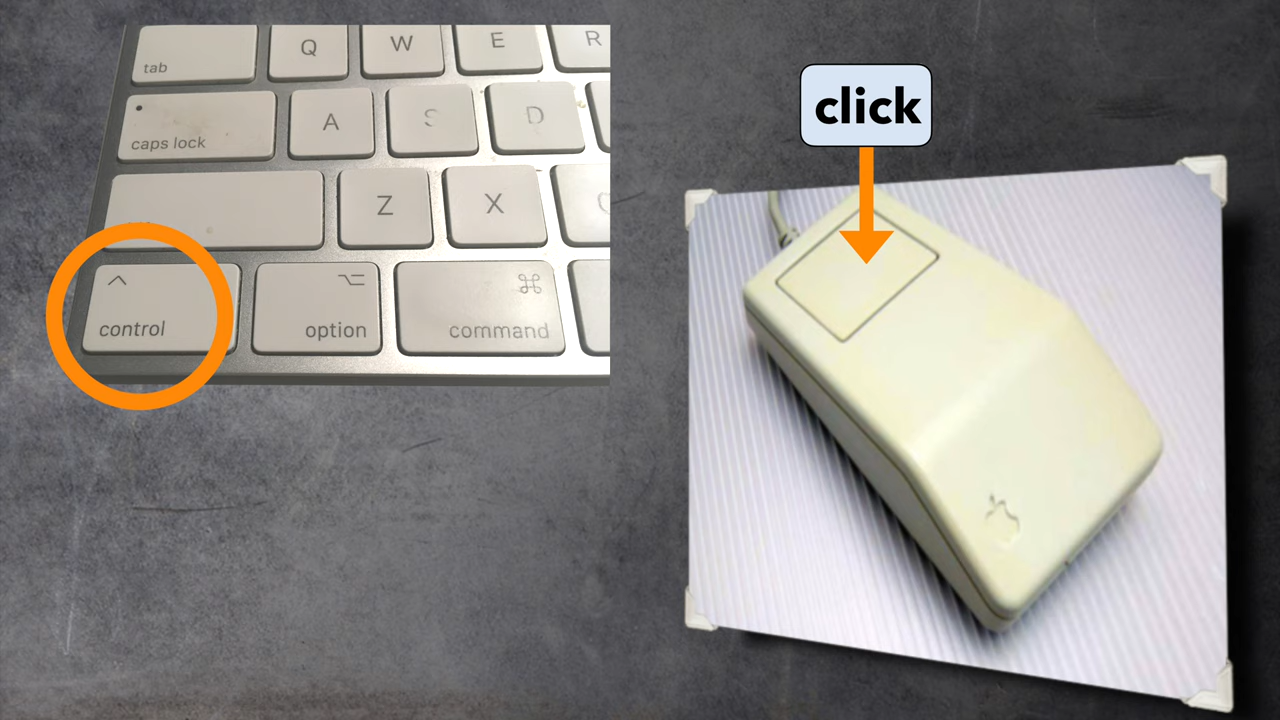 Q W E R
tab
A S D
caps lock
Z X
^
⌥
⌘
control option command
click